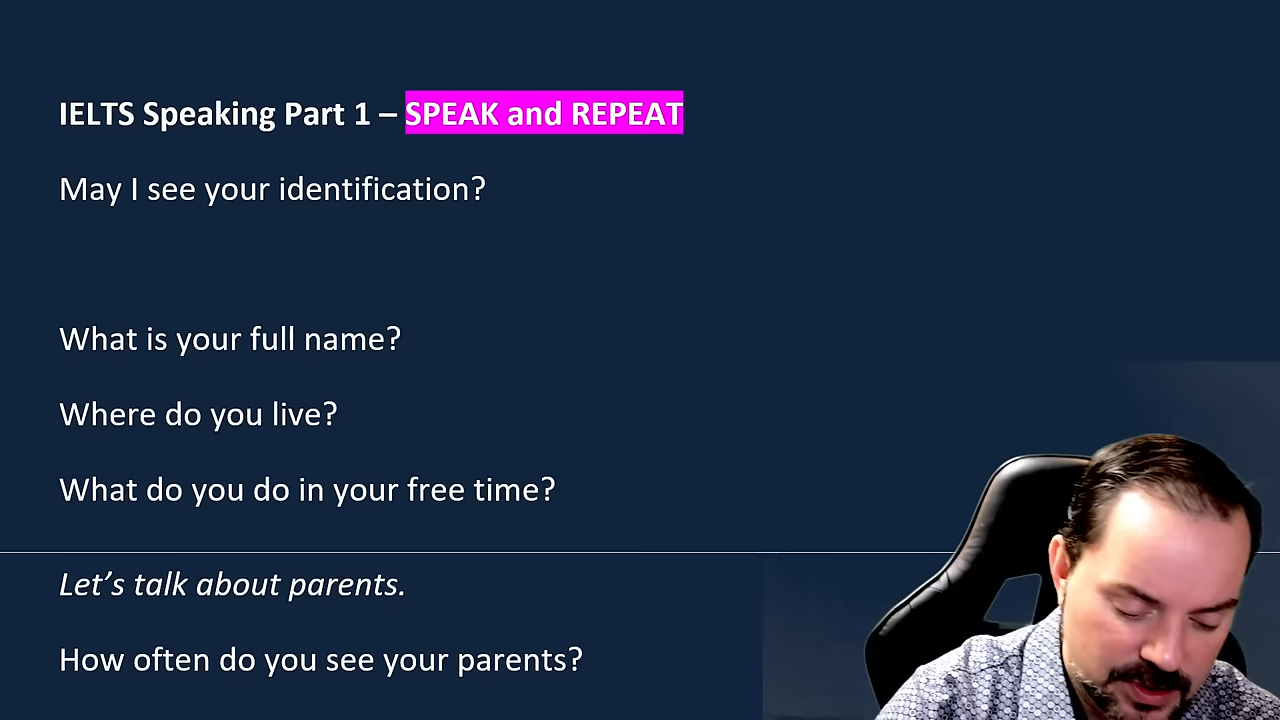 IELTS Speaking Part 1 – SPEAK and REPEAT
May I see your identification?
What is your full name?
Where do you live?
What do you do in your free time?
Let’s talk about parents.
How often do you see your parents?